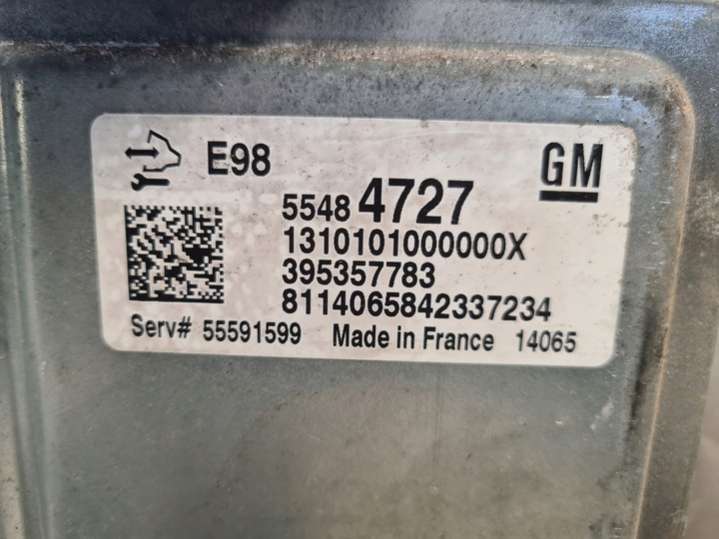 E98
GM
5548 4727
1310101000000X
395357783
8114065842337234
Serv# 55591599 Made in France 14065